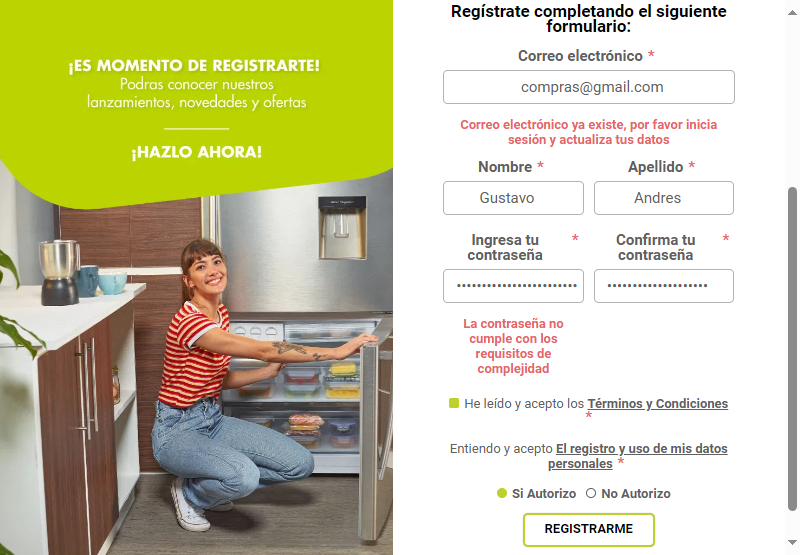 ¡ES MOMENTO DE REGISTRARTE!
Podras conocer nuestros
lanzamientos, novedades y ofertas
¡HAZLO AHORA!
Regístrate completando el siguiente
formulario:
Correo electrónico *
compras@gmail.com
Correo electrónico ya existe, por favor inicia
sesión y actualiza tus datos
Nombre * Apellido *
Gustavo Andres
Ingresa tu * Confirma tu *
contraseña contraseña
La contraseña no
cumple con los
requisitos de
complejidad
He leído y acepto los Términos y Condiciones
*
Entiendo y acepto El registro y uso de mis datos
personales *
Si Autorizo No Autorizo
REGISTRARME